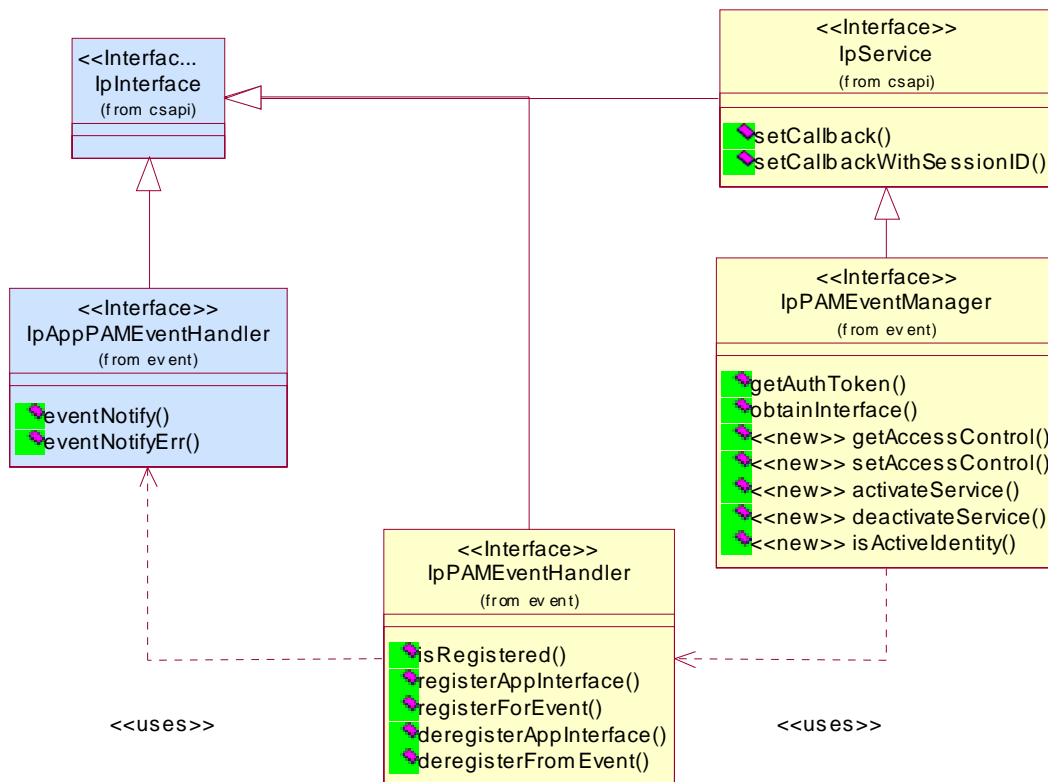 <<Interfac...
IpInterface
(from csapi)
<<Interface>>
IpService
(from csapi)
setCallback()
setCallbackWithSessionID()
<<Interface>>
IpAppPAMEventHandler
(from event)
eventNotify()
eventNotifyErr()
<<Interface>>
IpPAMEventManager
(from event)
getAuthToken()
obtainInterface()
<<new>> getAccessControl()
<<new>> setAccessControl()
<<new>> activateService()
<<new>> deactivateService()
<<new>> isActiveIdentity()
<<Interface>>
IpPAMEventHandler
(from event)
isRegistered()
registerAppInterface()
registerForEvent()
deregisterAppInterface()
deregisterFromEvent()
<<uses>>
<<uses>>